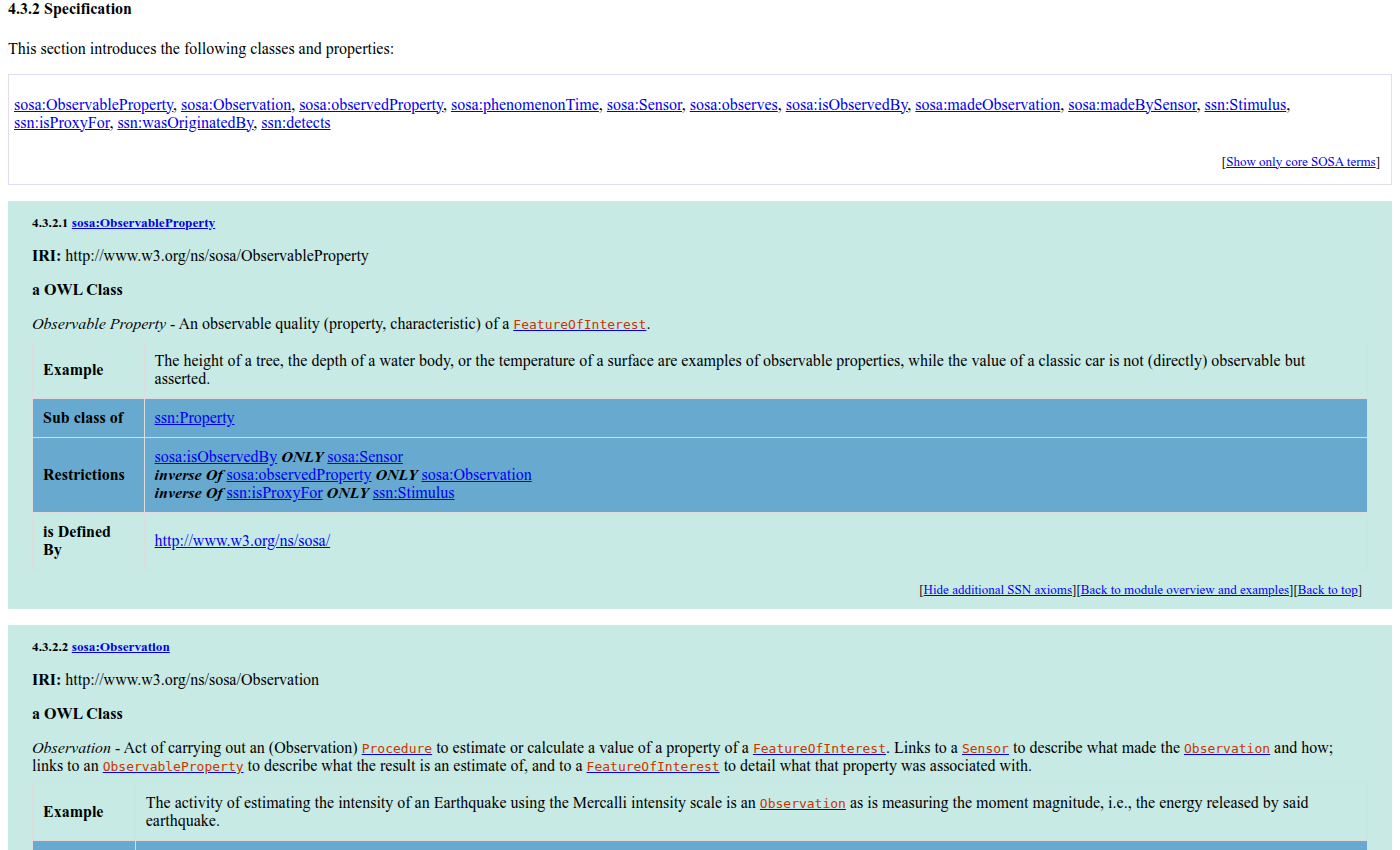 4.3.2 Specification
This section introduces the following classes and properties:
sosa:ObservableProperty, sosa:Observation, sosa:observedProperty, sosa:phenomenonTime, sosa:Sensor, sosa:observes, sosa:isObservedBy, sosa:madeObservation, sosa:madeBySensor, ssn:Stimulus,
ssn:isProxyFor, ssn:wasOriginatedBy, ssn:detects
[Show only core SOSA terms]
4.3.2.1 sosa:ObservableProperty
IRI: http://www.w3.org/ns/sosa/ObservableProperty
a OWL Class
Observable Property - An observable quality (property, characteristic) of a FeatureOfInterest.
Example
The height of a tree, the depth of a water body, or the temperature of a surface are examples of observable properties, while the value of a classic car is not (directly) observable but
asserted.
Sub class of
ssn:Property
Restrictions
sosa:isObservedBy ONLY sosa:Sensor
inverse Of sosa:observedProperty ONLY sosa:Observation
inverse Of ssn:isProxyFor ONLY ssn:Stimulus
is Defined
By
http://www.w3.org/ns/sosa/
[Hide additional SSN axioms][Back to module overview and examples][Back to top]
4.3.2.2 sosa:Observation
IRI: http://www.w3.org/ns/sosa/Observation
a OWL Class
Observation - Act of carrying out an (Observation) Procedure to estimate or calculate a value of a property of a FeatureOfInterest. Links to a Sensor to describe what made the Observation and how;
links to an ObservableProperty to describe what the result is an estimate of, and to a FeatureOfInterest to detail what that property was associated with.
Example
The activity of estimating the intensity of an Earthquake using the Mercalli intensity scale is an Observation as is measuring the moment magnitude, i.e., the energy released by said
earthquake.